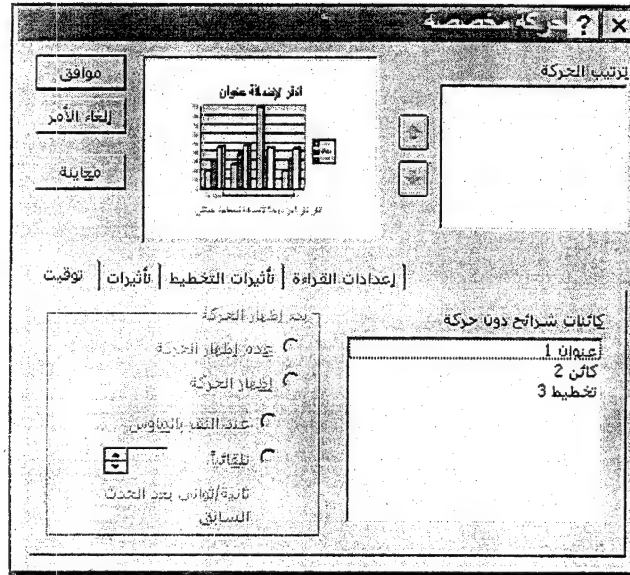 حركة مخصصة
ترتيب الحركة
موافق
إلغاء الأمر
معاينة
انقر لإضافة عنوان
توقيت
تأثيرات
تأثيرات التخطيط
إعدادات القراءة
كائنات شرائح دون حركة
عنوان 1
كائن 2
تخطيط 3
بدء إظهار الحركة
عدم إظهار الحركة
إظهار الحركة
عند النقر بالماوس
تلقائياً
ثانية/ثواني بعد الحدث
السابق